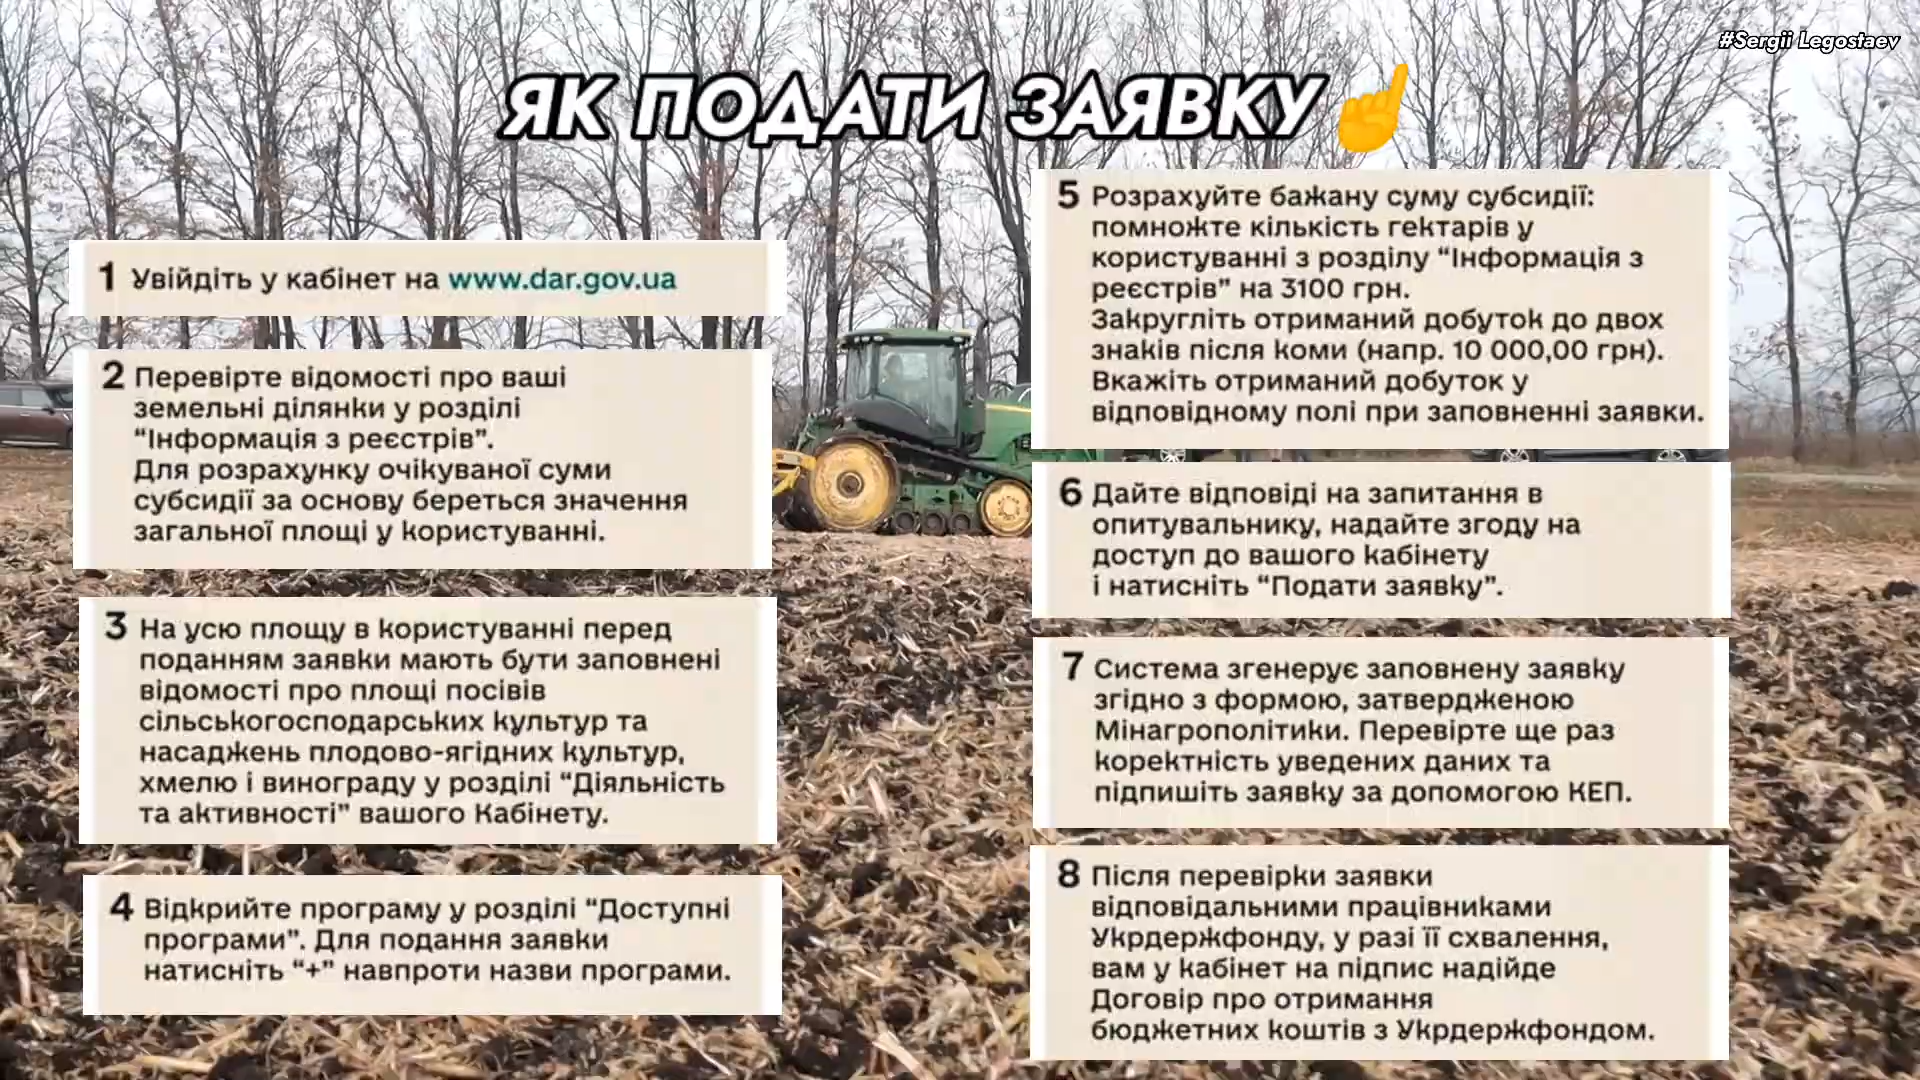 #Sergii Legostaev
ЯК ПОДАТИ ЗАЯВКУ☝
1 Увійдіть у кабінет на www.dar.gov.ua
2 Перевірте відомості про ваші
земельні ділянки у розділі
“Інформація з реєстрів”.
Для розрахунку очікуваної суми
субсидії за основу береться значення
загальної площі у користуванні.
3 На усю площу в користуванні перед
поданням заявки мають бути заповнені
відомості про площі посівів
сільськогосподарських культур та
насаджень плодово-ягідних культур,
хмелю і винограду у розділі “Діяльність
та активності” вашого Кабінету.
4 Відкрийте програму у розділі “Доступні
програми”. Для подання заявки
натисніть “+” навпроти назви програми.
5 Розрахуйте бажану суму субсидії:
помножте кількість гектарів у
користуванні з розділу “Інформація з
реєстрів” на 3100 грн.
Закругліть отриманий добуток до двох
знаків після коми (напр. 10 000,00 грн).
Вкажіть отриманий добуток у
відповідному полі при заповненні заявки.
6 Дайте відповіді на запитання в
опитувальнику, надайте згоду на
доступ до вашого кабінету
і натисніть “Подати заявку”.
7 Система згенерує заповнену заявку
згідно з формою, затвердженою
Мінагрополітики. Перевірте ще раз
коректність уведених даних та
підпишіть заявку за допомогою КЕП.
8 Після перевірки заявки
відповідальними працівниками
Укрдержфонду, у разі її схвалення,
вам у кабінет на підпис надійде
Договір про отримання
бюджетних коштів з Укрдержфондом.